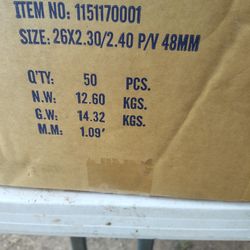 ITEM NO: 1151170001
SIZE: 26X2.30/2.40 P/V 48MM
Q'TY: 50 PCS.
N.W: 12.60 KGS.
G.W: 14.32 KGS.
M.M: 1.09'